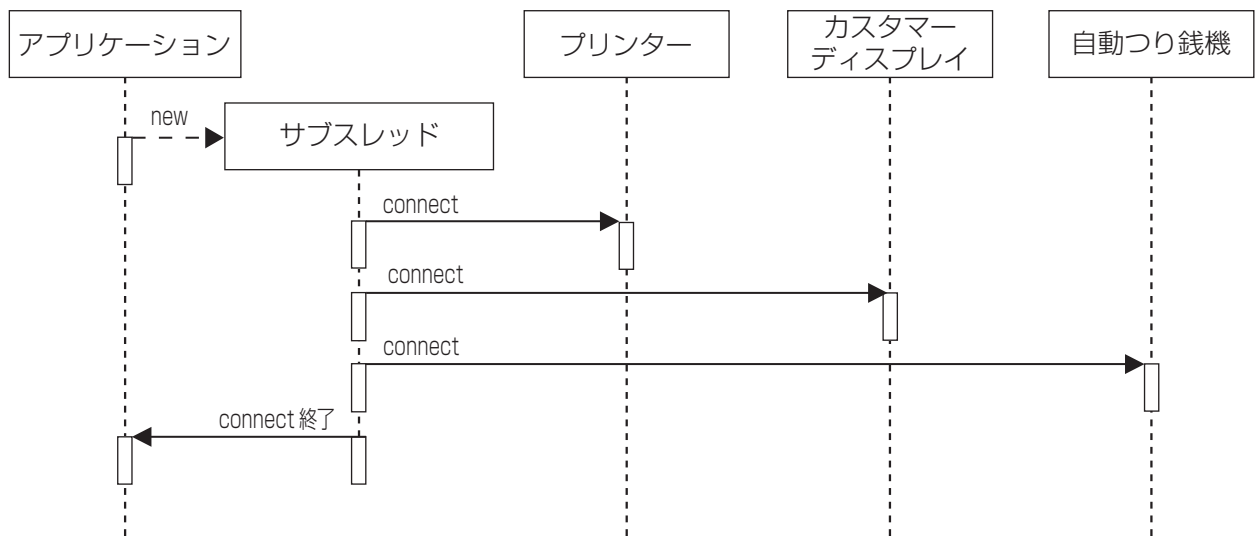 アプリケーション
プリンター
カスタマー
ディスプレイ
自動つり銭機
new
サブスレッド
connect
connect
connect
connect 終了